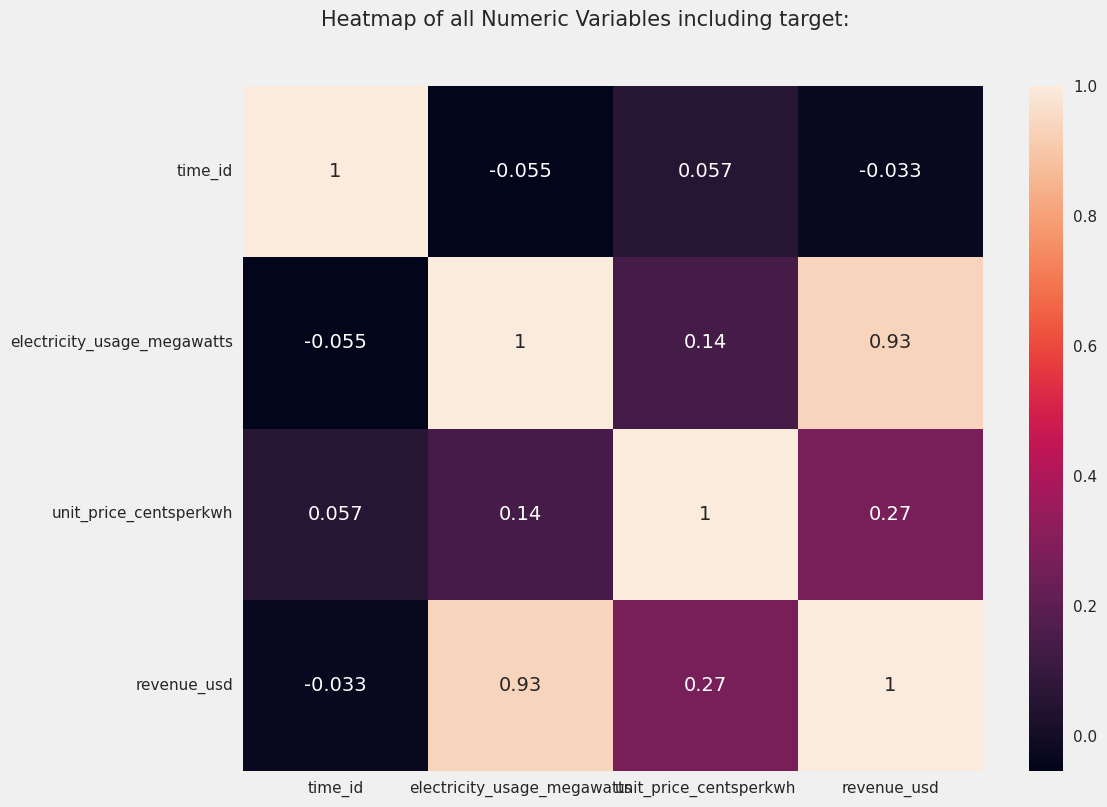 Heatmap of all Numeric Variables including target:
1.0
time_id 1 -0.055 0.057 -0.033
0.8
electricity_usage_megawatts -0.055 1 0.14 0.93
0.6
0.4
unit_price_centsperkwh 0.057 0.14 1 0.27
0.2
revenue_usd -0.033 0.93 0.27 1
0.0
time_id electricity_usage_megawatts unit_price_centsperkwh revenue_usd